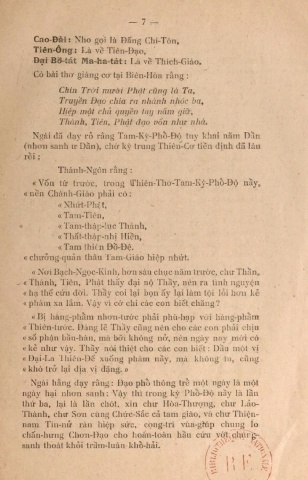 — 7 —
Cao-Đài: Nho gọi là Đấng Chí-Tôn,
Tiên-Ông: Là về Tiên-Đạo,
Đại Bồ-tát Ma-ha-tát: Là về Thích-Giáo.
Có bài thơ giáng cơ tại Biên-Hòa rằng:
Chín Trời mười Phật cũng là Ta,
Truyền Đạo chia ra nhánh nhóc ba,
Hiệp một chủ quyền tay nắm giữ,
Thánh, Tiên, Phật đạo vốn như nhà.
Ngài đã dạy rõ rằng Tam-Kỳ-Phổ-Độ tuy khai năm Dần
(nhơn sanh ư Dần), chớ kỳ trung Thiên-Cơ tiền định đã lâu
rồi;
Thánh-Ngôn rằng:
« Vốn từ trước, trong Thiên-Thơ-Tam-Kỳ-Phổ-Độ nầy,
« nền Chánh-Giáo phải có:
« Nhứt-Phật,
« Tam-Tiên,
« Tam-thập-lục Thánh,
« Thất-thập-nhị Hiền,
« Tam thiên Đồ-Đệ.
« chưởng-quản thâu Tam-Giáo hiệp nhứt.
« Nơi Bạch-Ngọc-Kinh, hơn sáu chục năm trước, chư Thần,
« Thánh, Tiên, Phật thấy đại nộ Thầy, nên ra tình nguyện
« hạ thế cứu đời. Thầy coi lại bọn ấy lại làm tội lỗi hơn kẻ
« phàm xa lắm. Vậy vì cớ chi các con biết chăng?
« Bị hàng-phẩm nhơn-tước phải phù-hạp với hàng-phẩm
« Thiên-tước. Đáng lẽ Thầy cũng nên cho các con phải chịu
« số phận bần-hàn, mà bởi không nỡ, nên ngày nay mới có
« kẻ như vậy. Thầy nói thiệt cho các con biết: Dầu một vị
« Đại-La Thiên-Đế xuống phàm nầy, mà không tu, cũng
« khó trở lại địa vị đặng. »
Ngài hằng dạy rằng: Đạo phổ thông trễ một ngày là một
ngày hại nhơn sanh; Vậy thì trong kỳ Phổ-Độ nầy là lần
thứ ba, lại là lần chót, xin chư Hòa-Thượng, chư Lão-
Thành, chư Sơn cùng Chức-Sắc cả tam giáo, và chư Thiện-
nam Tín-nữ rán hiệp sức, cọng-trí vùa-giúp chung lo
chấn-hưng Chơn-Đạo cho hoàn-toàn hầu cứu vớt chúng-
sanh thoát khỏi trầm-luân khổ-hải.